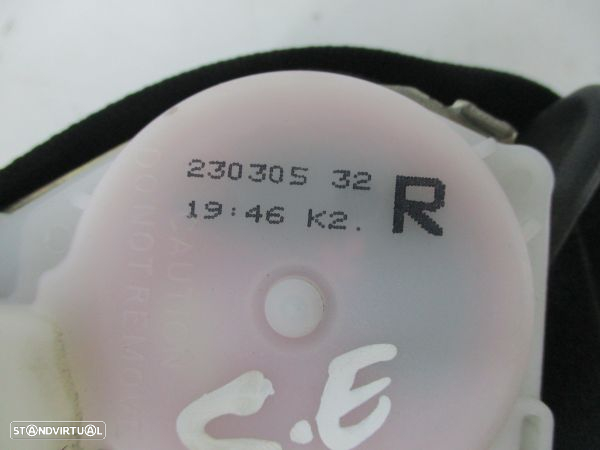 230305 32
19:46 K2.
R
CAUTION
DO NOT REMOVE
C.E
STANDVIRTUAL